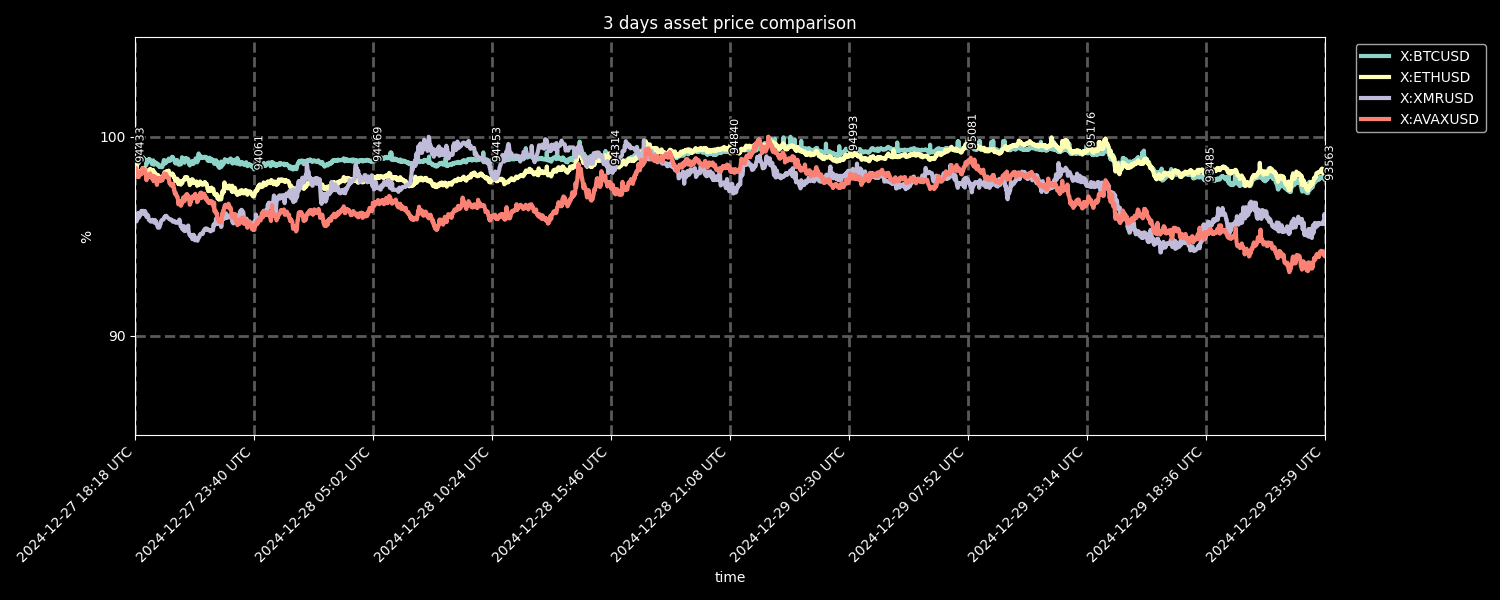 3 days asset price comparison
X:BTCUSD
X:ETHUSD
X:XMRUSD
X:AVAXUSD
100
90
%
94433
94061
94469
94453
94314
94840
94993
95081
95176
93485
93563
2024-12-27 18:18 UTC
2024-12-27 23:40 UTC
2024-12-28 05:02 UTC
2024-12-28 10:24 UTC
2024-12-28 15:46 UTC
2024-12-28 21:08 UTC
2024-12-29 02:30 UTC
2024-12-29 07:52 UTC
2024-12-29 13:14 UTC
2024-12-29 18:36 UTC
2024-12-29 23:59 UTC
time